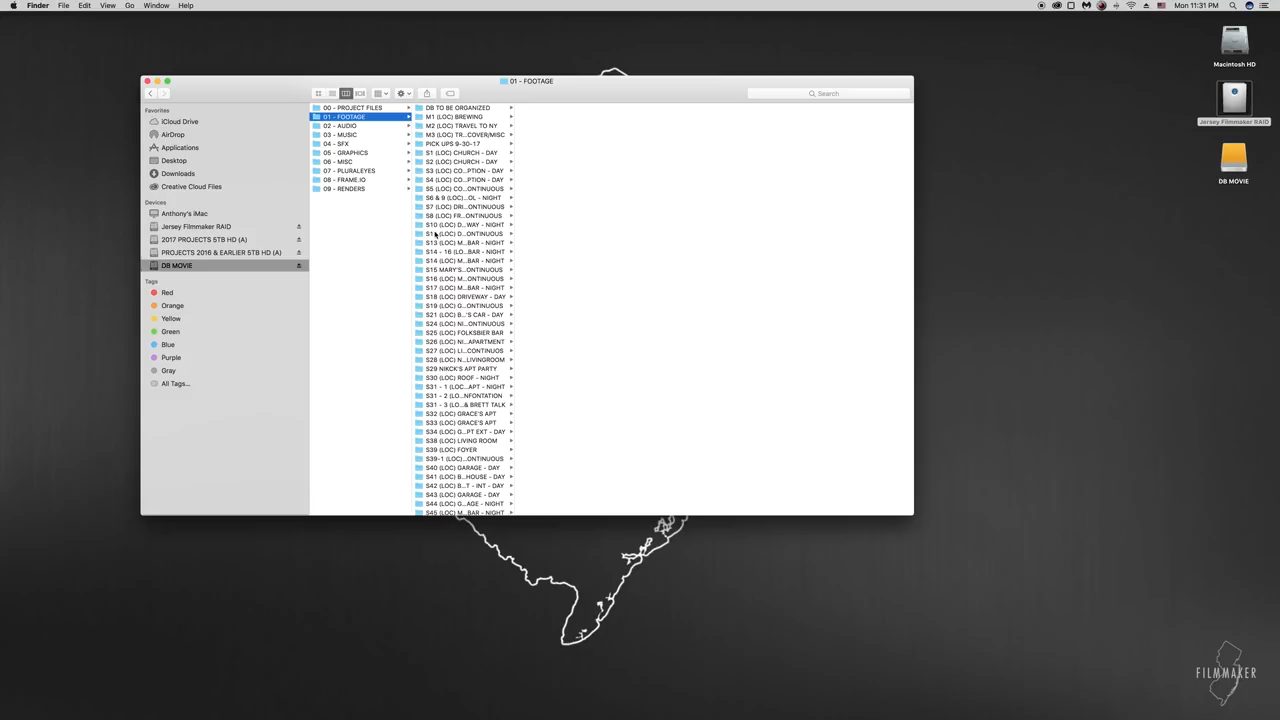 Finder File Edit View Go Window Help
Mon 11:31 PM
01 - FOOTAGE
Search
Favorites
iCloud Drive
AirDrop
Applications
Desktop
Downloads
Creative Cloud Files
Devices
Anthony's iMac
Jersey Filmmaker RAID
2017 PROJECTS 5TB HD (A)
PROJECTS 2016 & EARLIER 5TB HD (A)
DB MOVIE
Tags
Red
Orange
Yellow
Green
Blue
Purple
Gray
All Tags...
00 - PROJECT FILES
01 - FOOTAGE
02 - AUDIO
03 - MUSIC
04 - SFX
05 - GRAPHICS
06 - MISC
07 - PLURALEYES
08 - FRAME.IO
09 - RENDERS
DB TO BE ORGANIZED
M1 (LOC) BREWING
M2 (LOC) TRAVEL TO NY
M3 (LOC) TR...COVER/MISC
PICK UPS 9-30-17
S1 (LOC) CHURCH - DAY
S2 (LOC) CHURCH - DAY
S3 (LOC) CO...PTION - DAY
S4 (LOC) CO...PTION - DAY
S5 (LOC) CO...ONTINUOUS
S6 & 9 (LOC)...OL - NIGHT
S7 (LOC) DRI...ONTINUOUS
S8 (LOC) FR...ONTINUOUS
S10 (LOC) D...WAY - NIGHT
(LOC) D...ONTINUOUS
S13 (LOC) M...BAR - NIGHT
S14 - 16 (LO...BAR - NIGHT
S14 (LOC) M...BAR - NIGHT
S15 MARY'S...ONTINUOUS
S16 (LOC) M...ONTINUOUS
S17 (LOC) M...BAR - NIGHT
S18 (LOC) DRIVEWAY - DAY
S19 (LOC) G...ONTINUOUS
S21 (LOC) B...'S CAR - DAY
S24 (LOC) NI...ONTINUOUS
S25 (LOC) FOLKSBIER BAR
S26 (LOC) NI...APARTMENT
S27 (LOC) LI...CONTINUOS
S28 (LOC) N...LIVINGROOM
S29 NIKCK'S APT PARTY
S30 (LOC) ROOF - NIGHT
S31 - 1 (LOC...APT - NIGHT
S31 - 2 (LO...NFONTATION
S31 - 3 (LO...& BRETT TALK
S32 (LOC) GRACE'S APT
S33 (LOC) GRACE'S APT
S34 (LOC) G...PT EXT - DAY
S38 (LOC) LIVING ROOM
S39 (LOC) FOYER
S39-1 (LOC)...ONTINUOUS
S40 (LOC) GARAGE - DAY
S41 (LOC) B...HOUSE - DAY
S42 (LOC) B...T - INT - DAY
S43 (LOC) GARAGE - DAY
S44 (LOC) G...AGE - NIGHT
S45 (LOC) M...BAR - NIGHT
Macintosh HD
Jersey Filmmaker RAID
DB MOVIE
FILMMAKER